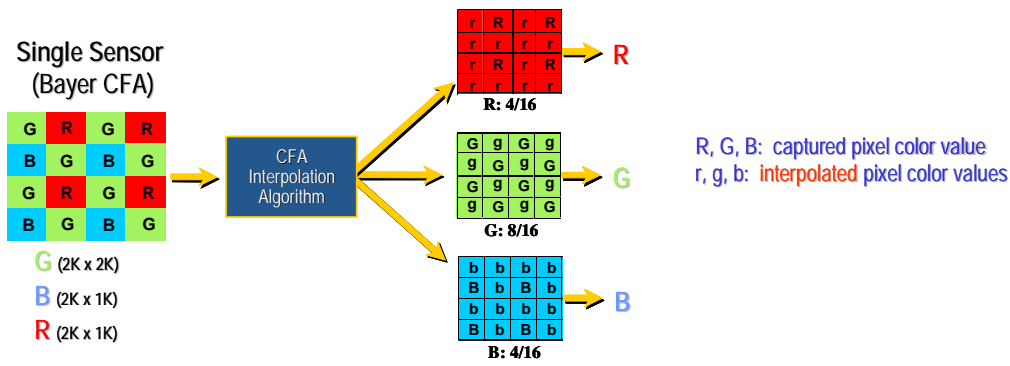 Single Sensor
(Bayer CFA)
G R G R
B G B G
G R G R
B G B G
G (2K x 2K)
B (2K x 1K)
R (2K x 1K)
CFA
Interpolation
Algorithm
r R r R
r r r r
r R r R
r r r r
R: 4/16
R
G g G g
g G g G
G g G g
g G g G
G: 8/16
G
b b b b
B b B b
b b b b
B b B b
B: 4/16
B
R, G, B: captured pixel color value
r, g, b: interpolated pixel color values